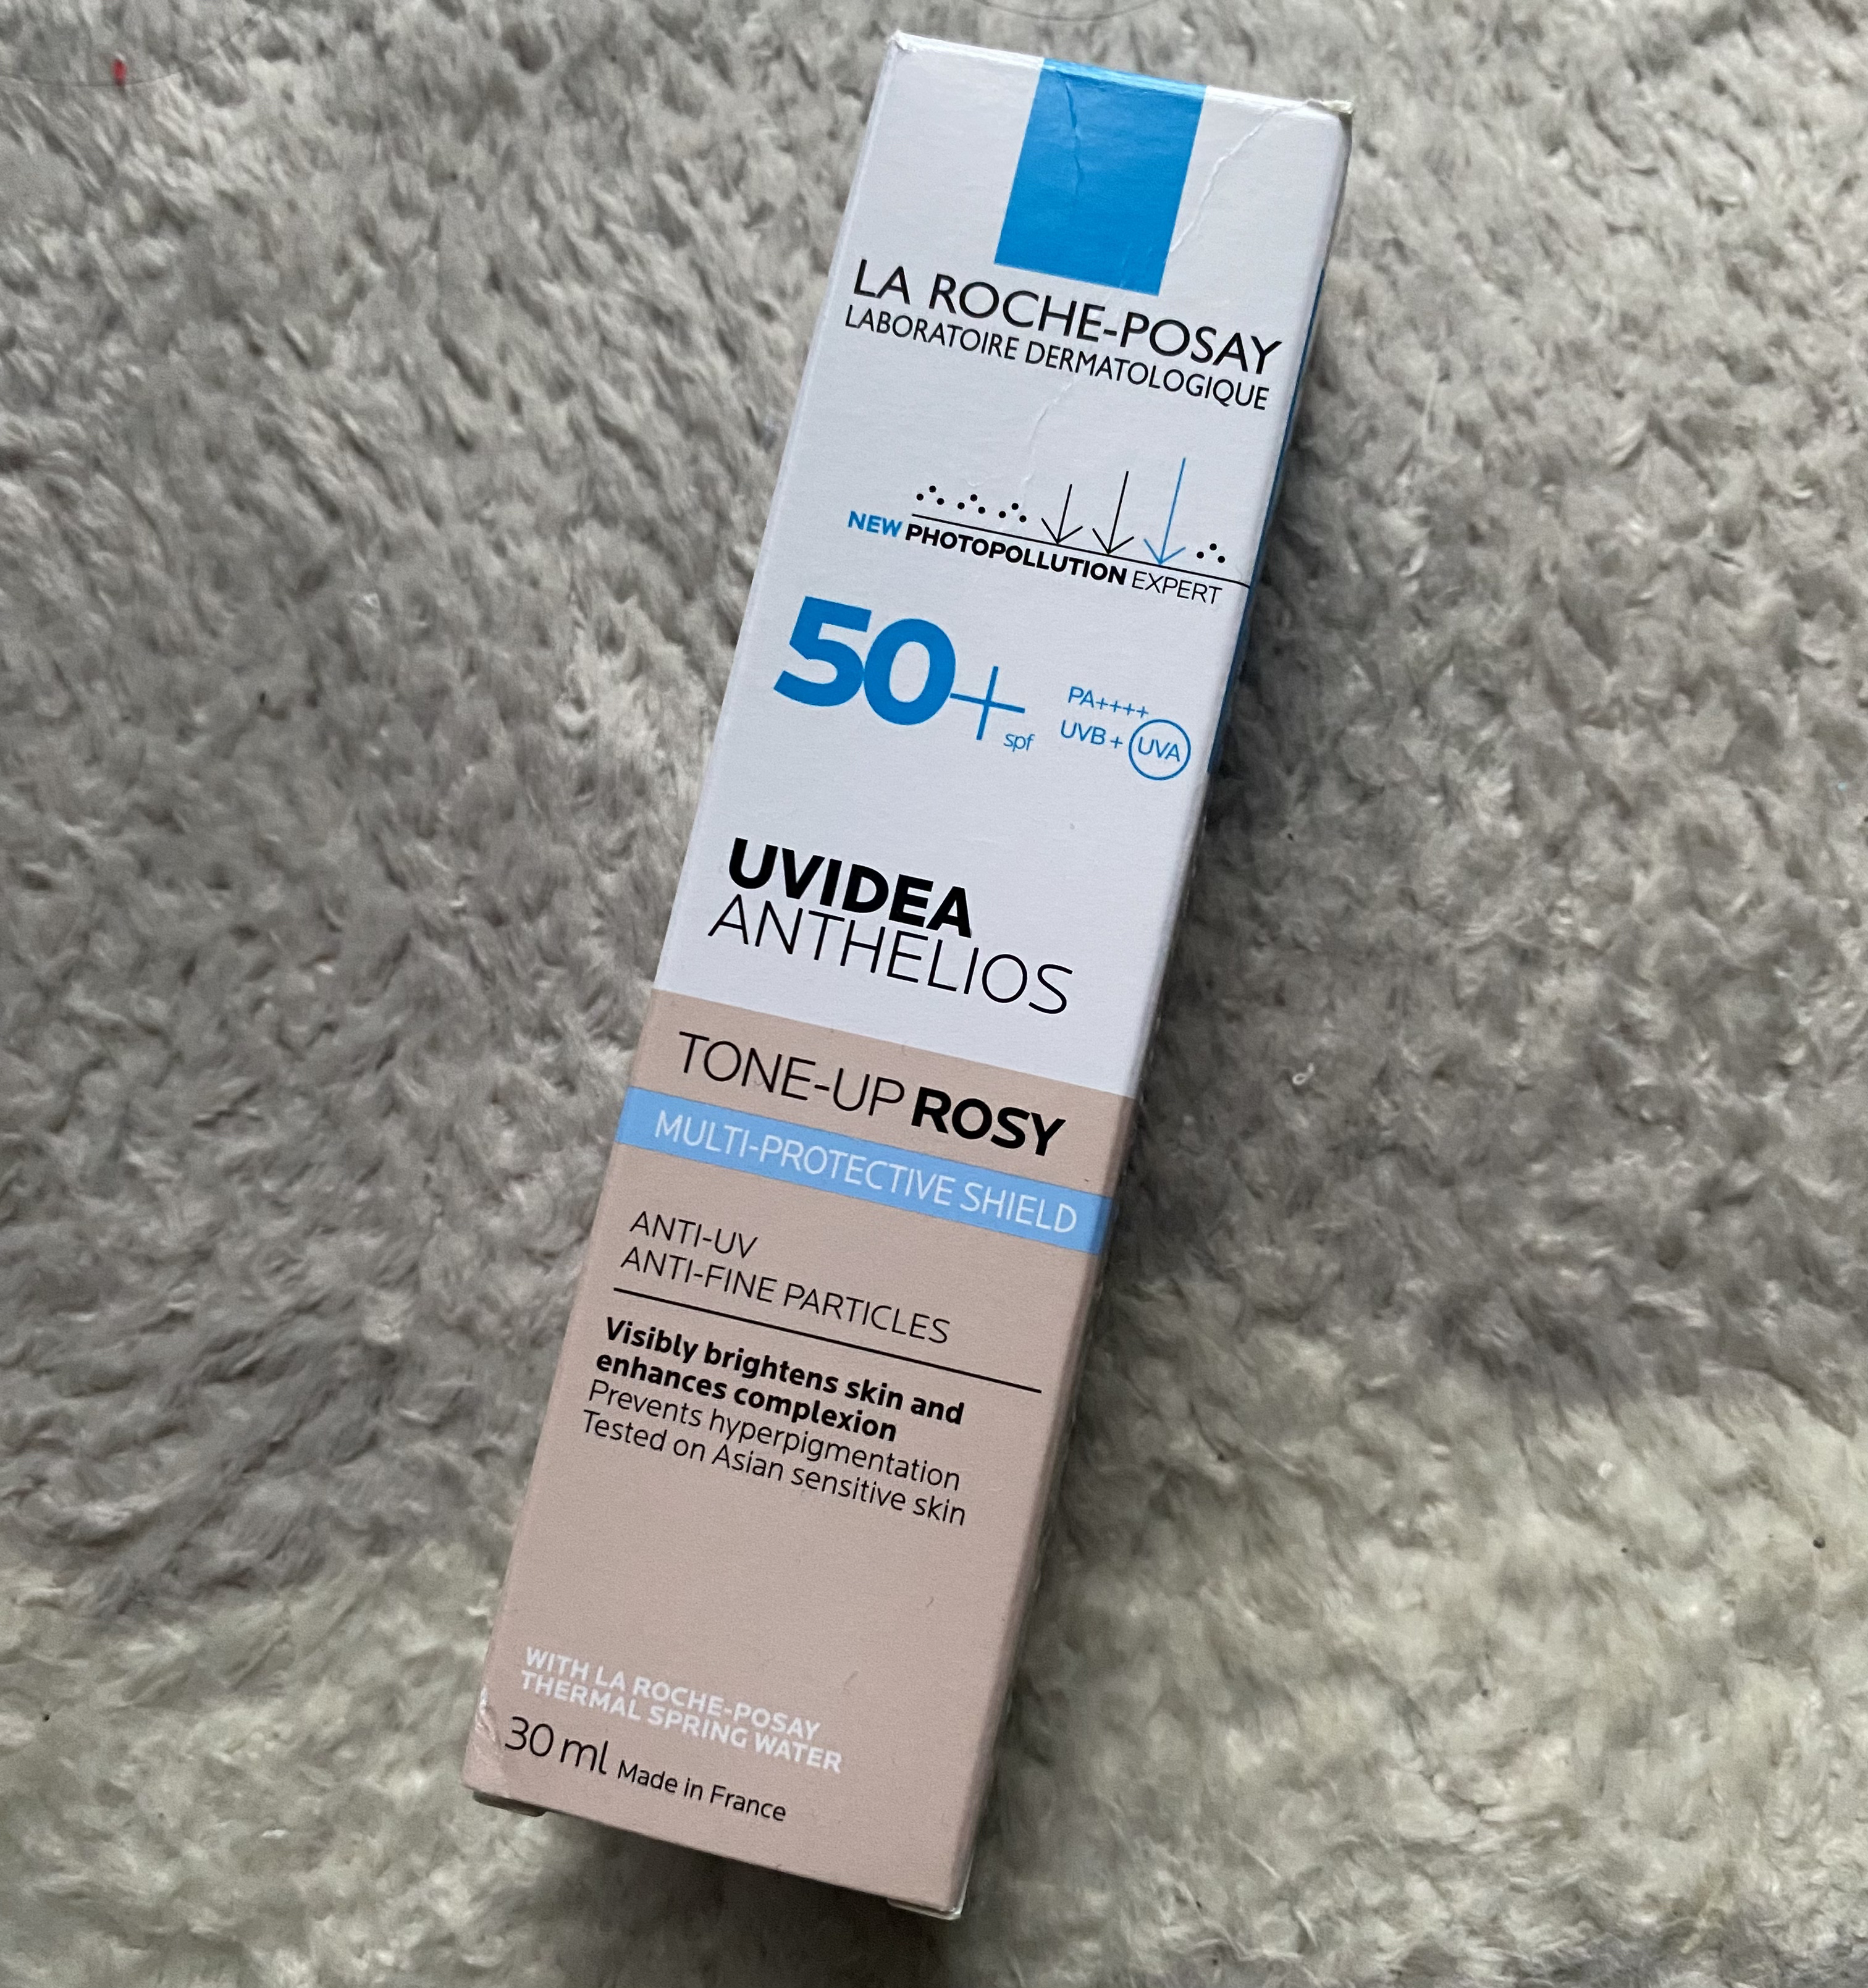 LA ROCHE-POSAY
LABORATOIRE DERMATOLOGIQUE
NEW PHOTOPOLLUTION EXPERT
50+ spf
PA++++
UVB + UVA
UVIDEA
ANTHELIOS
TONE-UP ROSY
MULTI-PROTECTIVE SHIELD
ANTI-UV
ANTI-FINE PARTICLES
Visibly brightens skin and
enhances complexion
Prevents hyperpigmentation
Tested on Asian sensitive skin
WITH LA ROCHE-POSAY
THERMAL SPRING WATER
30 ml Made in France